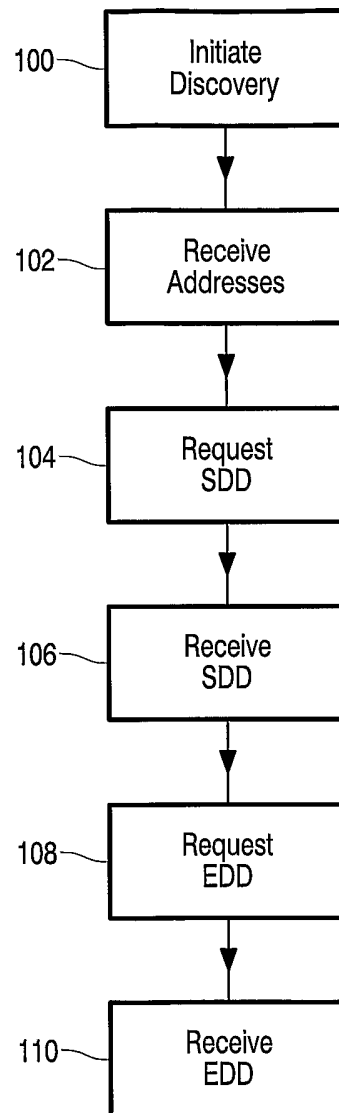 100
Initiate
Discovery
102
Receive
Addresses
104
Request
SDD
106
Receive
SDD
108
Request
EDD
110
Receive
EDD